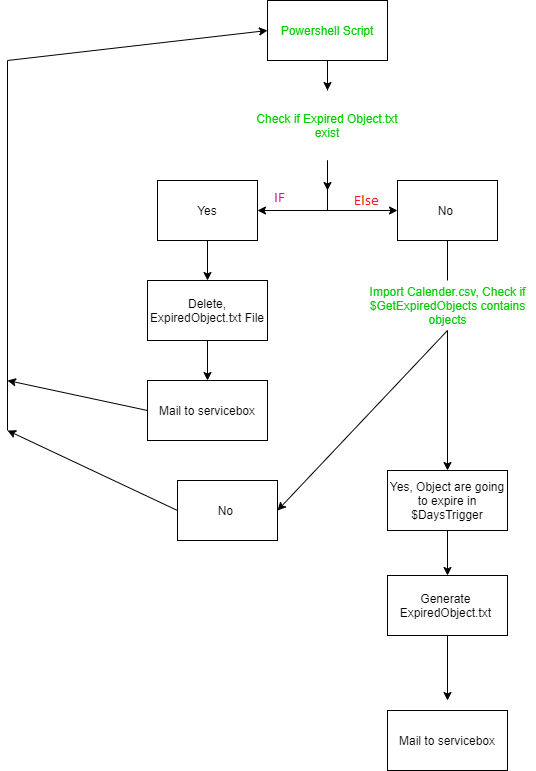 Powershell Script
Check if Expired Object.txt
exist
IF
Else
Yes
No
Delete,
ExpiredObject.txt File
Import Calender.csv, Check if
$GetExpiredObjects contains
objects
Mail to servicebox
No
Yes, Object are going
to expire in
$DaysTrigger
Generate
ExpiredObject.txt
Mail to servicebox